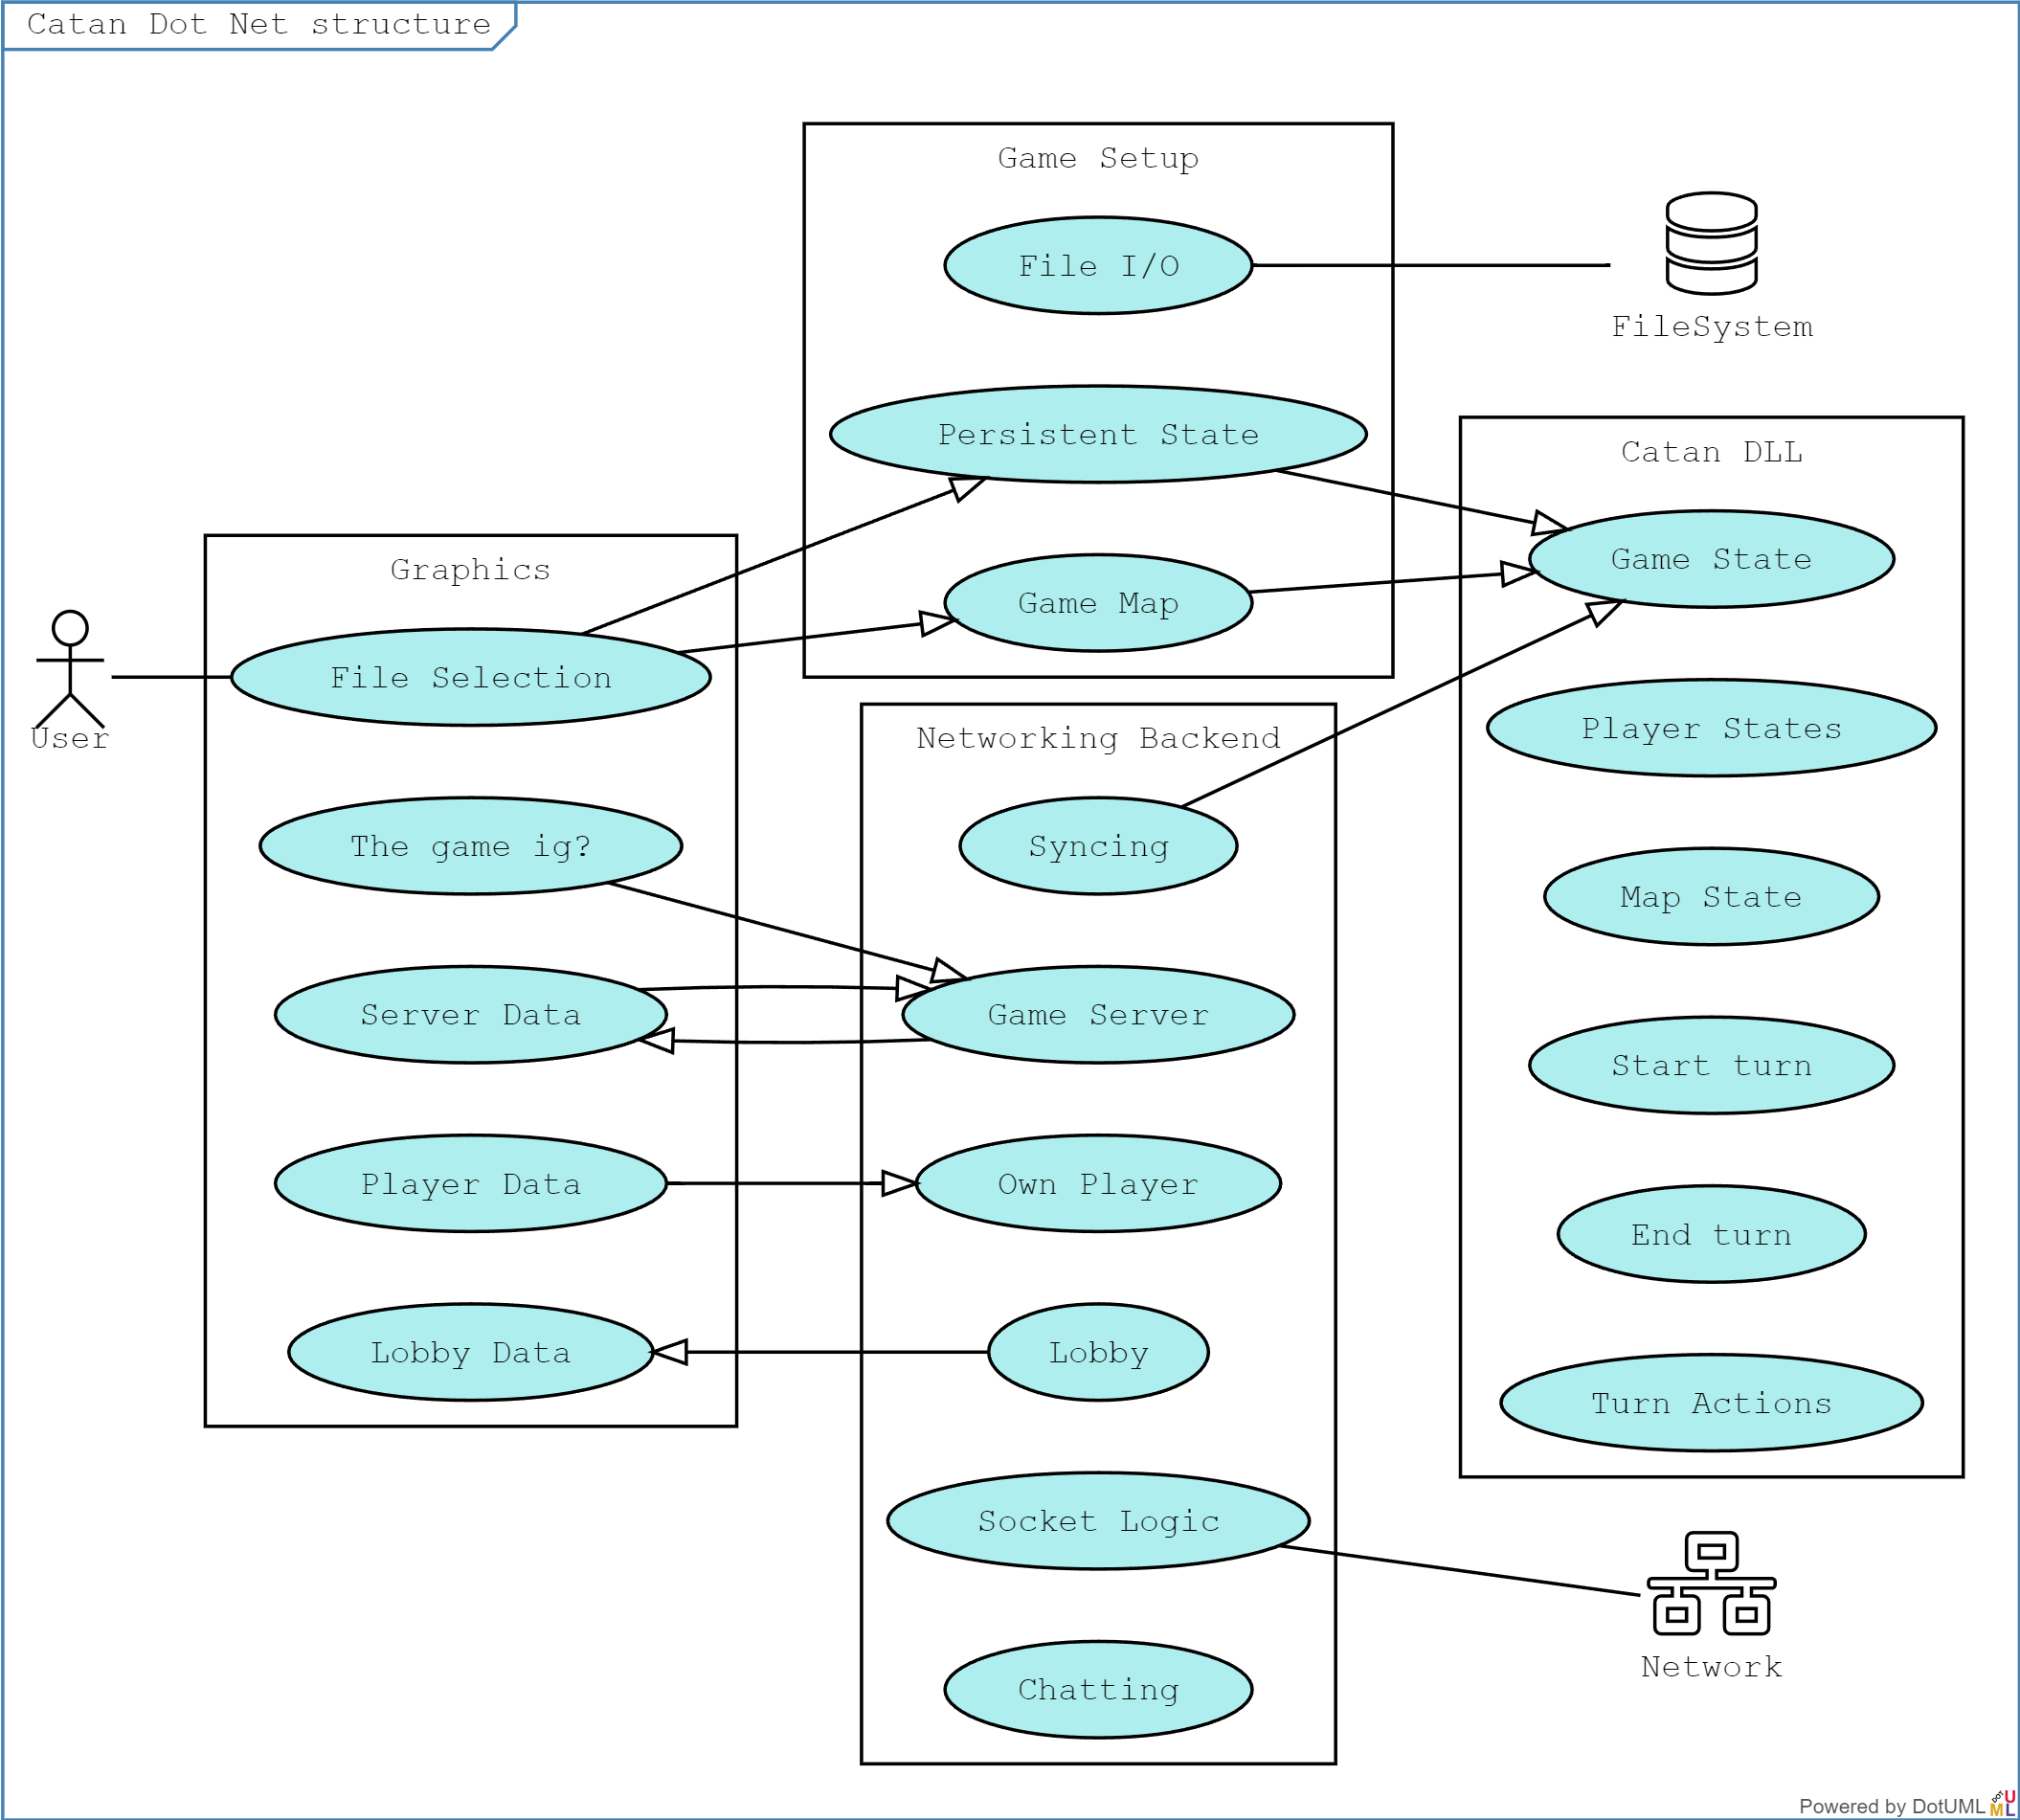 Catan Dot Net structure
Game Setup
File I/O
FileSystem
Persistent State
Game Map
Catan DLL
Game State
Player States
Map State
Start turn
End turn
Turn Actions
Graphics
User
File Selection
The game ig?
Server Data
Player Data
Lobby Data
Networking Backend
Syncing
Game Server
Own Player
Lobby
Socket Logic
Chatting
Network
Powered by DotUML
DOT U
ML